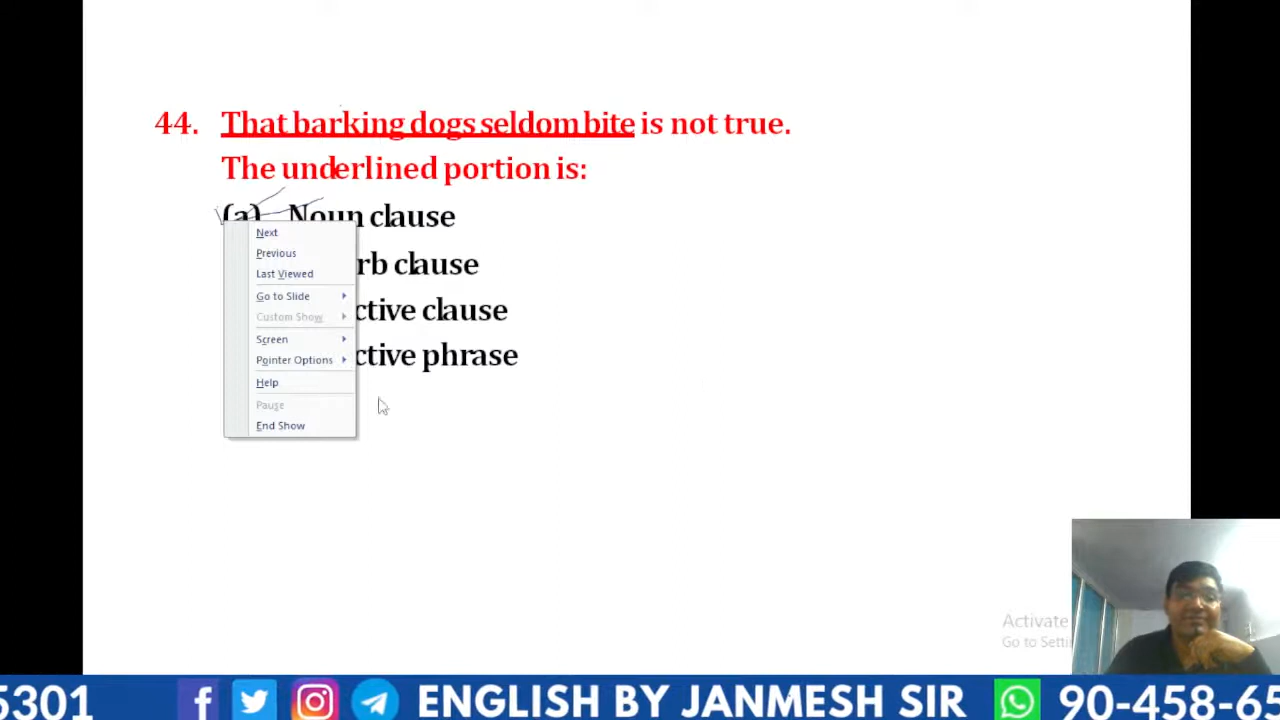 44. That barking dogs seldom bite is not true.
The underlined portion is:
(a) Noun clause
rb clause
ctive clause
ctive phrase
Next
Previous
Last Viewed
Go to Slide
Custom Show
Screen
Pointer Options
Help
Pause
End Show
Activate
Go to Setti
5301 ENGLISH BY JANMESH SIR 90-458-65